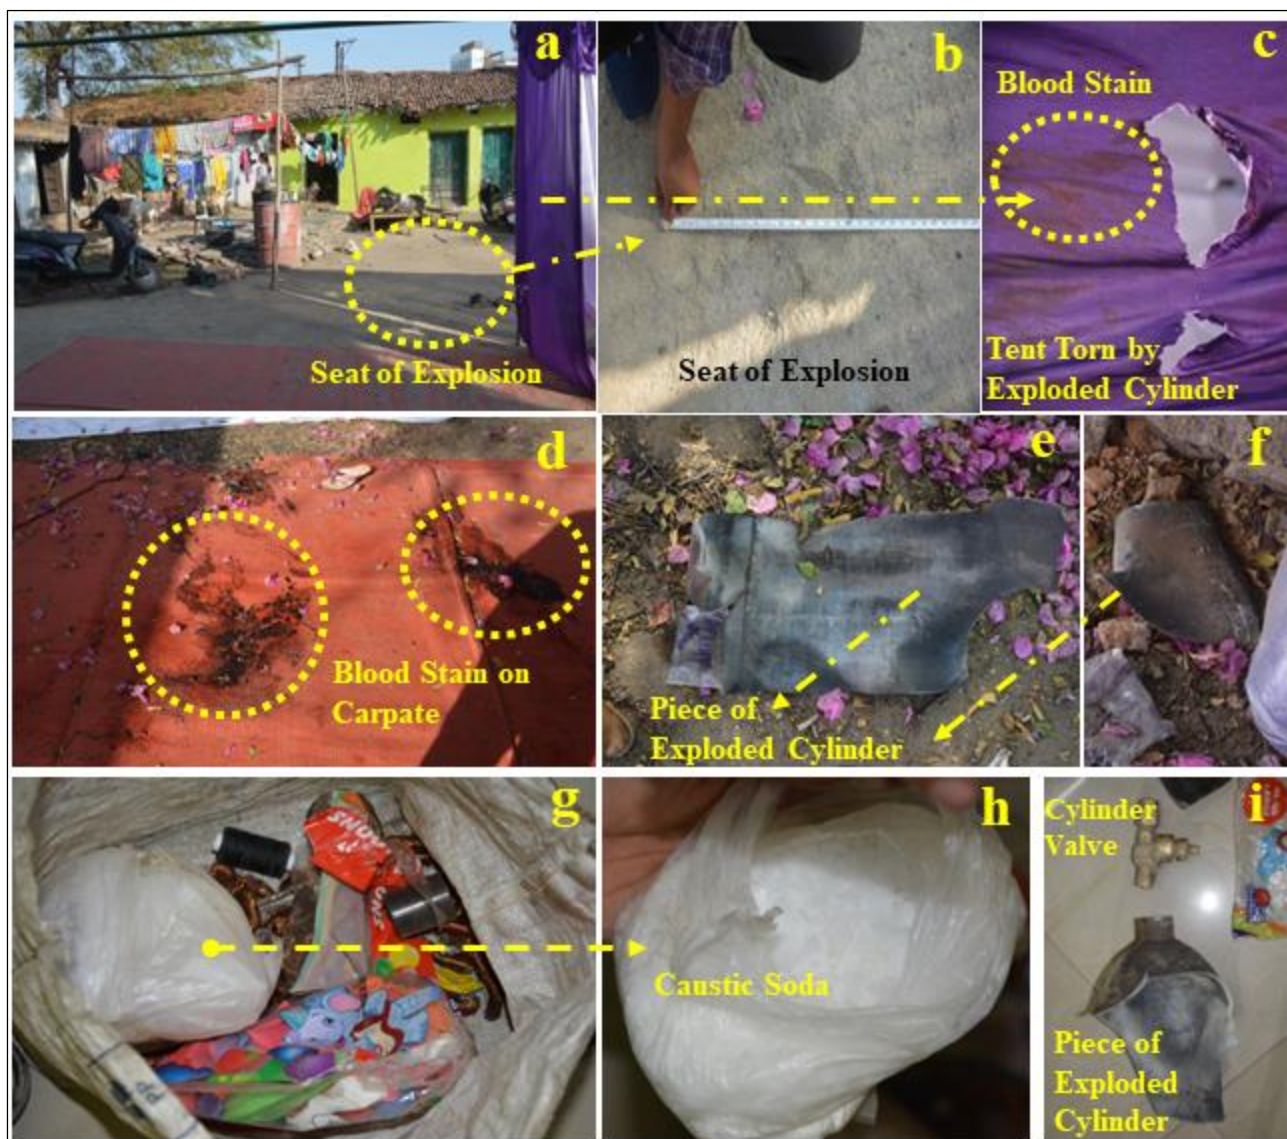 a
b
c
Blood Stain
Seat of Explosion
Seat of Explosion
Tent Torn by
Exploded Cylinder
d
e
f
Blood Stain on
Carpate
Piece of
Exploded Cylinder
g
h
i
Cylinder
Valve
Caustic Soda
Piece of
Exploded
Cylinder